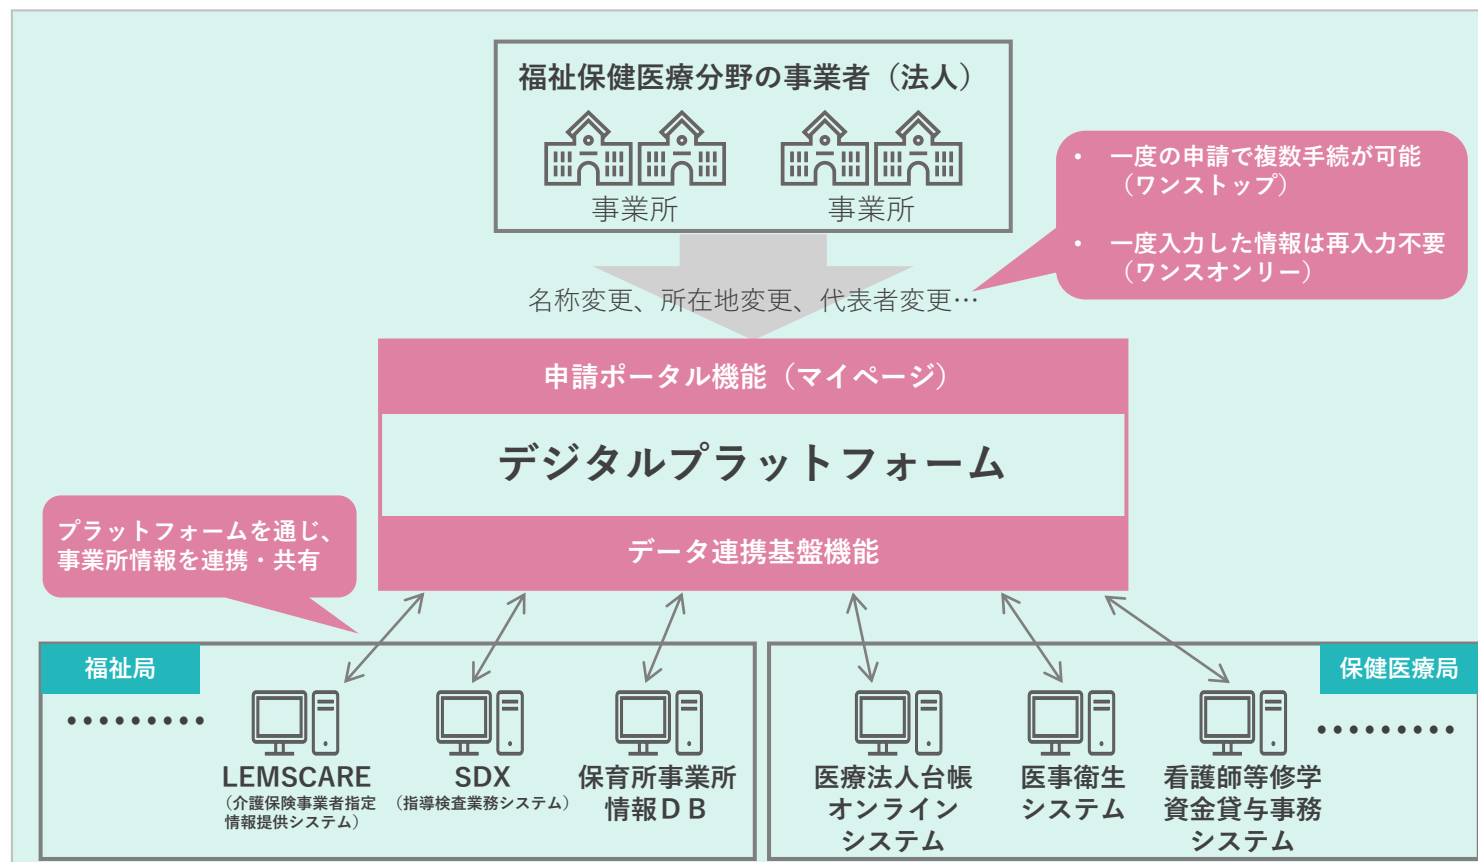 福祉保健医療分野の事業者（法人）
事業所
事業所
• 一度の申請で複数手続が可能
（ワンストップ）
• 一度入力した情報は再入力不要
（ワンスオンリー）
名称変更、所在地変更、代表者変更…
申請ポータル機能（マイページ）
デジタルプラットフォーム
データ連携基盤機能
プラットフォームを通じ、
事業所情報を連携・共有
福祉局
………
LEMSCARE
（介護保険事業者指定
情報提供システム）
SDX
（指導検査業務システム）
保育所事業所
情報ＤＢ
保健医療局
医療法人台帳
オンライン
システム
医事衛生
システム
看護師等修学
資金貸与事務
システム
………